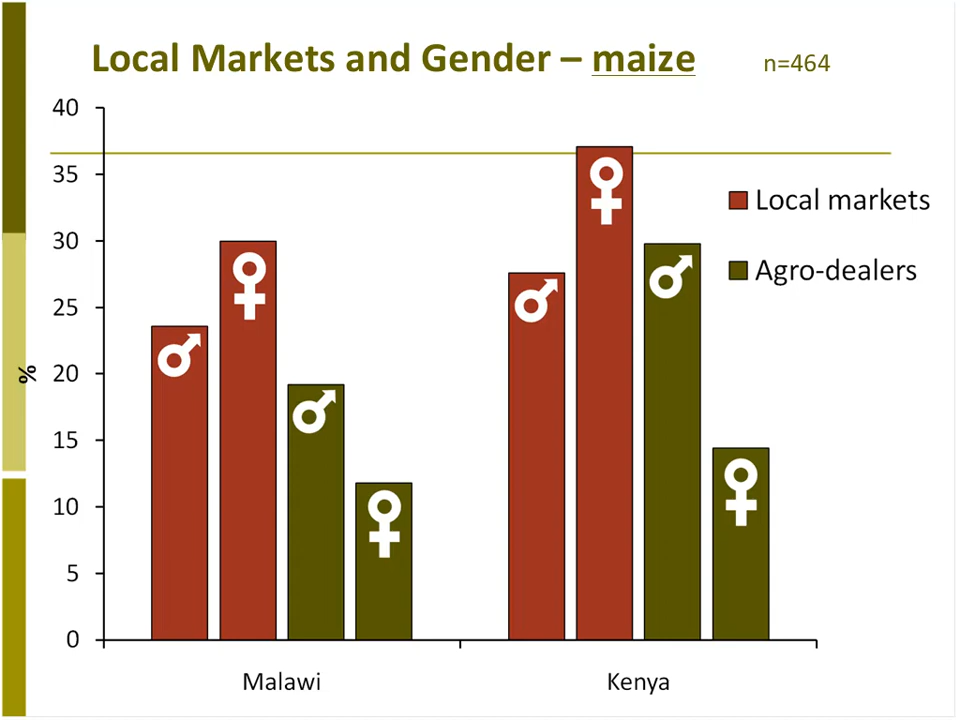 Local Markets and Gender – maize n=464
40
35
30
25
20
15
10
5
0
%
Local markets
Agro-dealers
Malawi Kenya